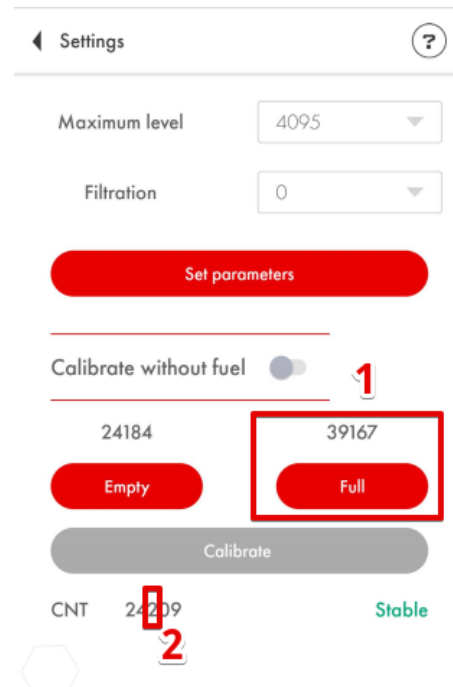 Settings ?
Maximum level 4095
Filtration 0
Set parameters
Calibrate without fuel 1
24184 39167
Empty Full
Calibrate
CNT 24209 Stable
2